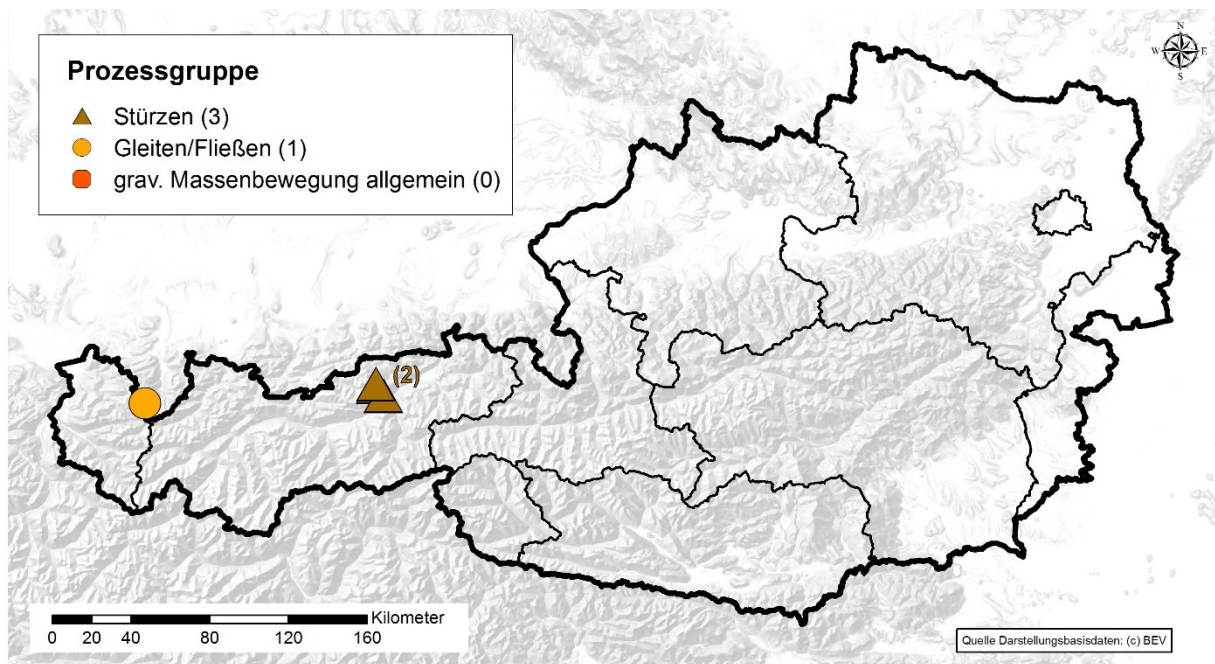 Prozessgruppe
Stürzen (3)
Gleiten/Fließen (1)
grav. Massenbewegung allgemein (0)
N
W E
S
(2)
Kilometer
0 20 40 80 120 160
Quelle Darstellungsbasisdaten: (c) BEV